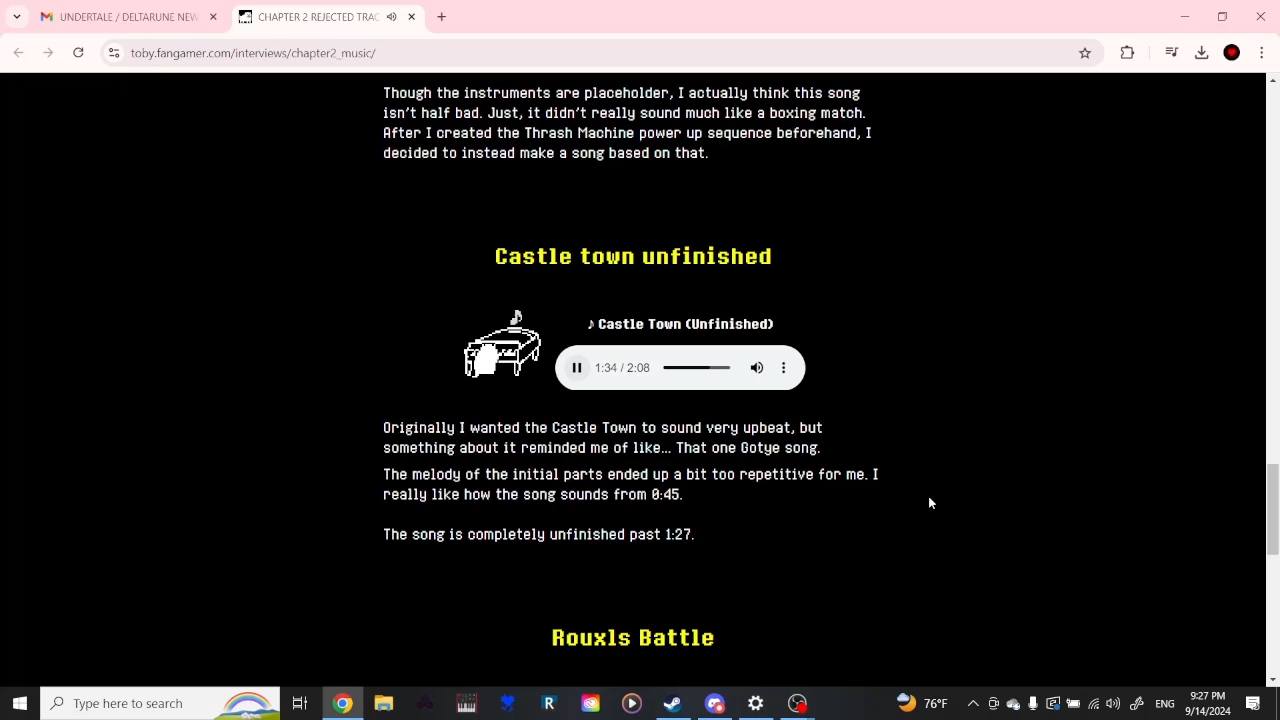 UNDERTALE / DELTARUNE NEW
CHAPTER 2 REJECTED TRAC
toby.fangamer.com/interviews/chapter2_music/
Though the instruments are placeholder, I actually think this song
isn't half bad. Just, it didn't really sound much like a boxing match.
After I created the Thrash Machine power up sequence beforehand, I
decided to instead make a song based on that.
Castle town unfinished
♪ Castle Town (Unfinished)
1:34 / 2:08
Originally I wanted the Castle Town to sound very upbeat, but
something about it reminded me of like... That one Gotye song.
The melody of the initial parts ended up a bit too repetitive for me. I
really like how the song sounds from 0:45.
The song is completely unfinished past 1:27.
Rouxls Battle
Type here to search
R
76°F
ENG
9:27 PM
9/14/2024